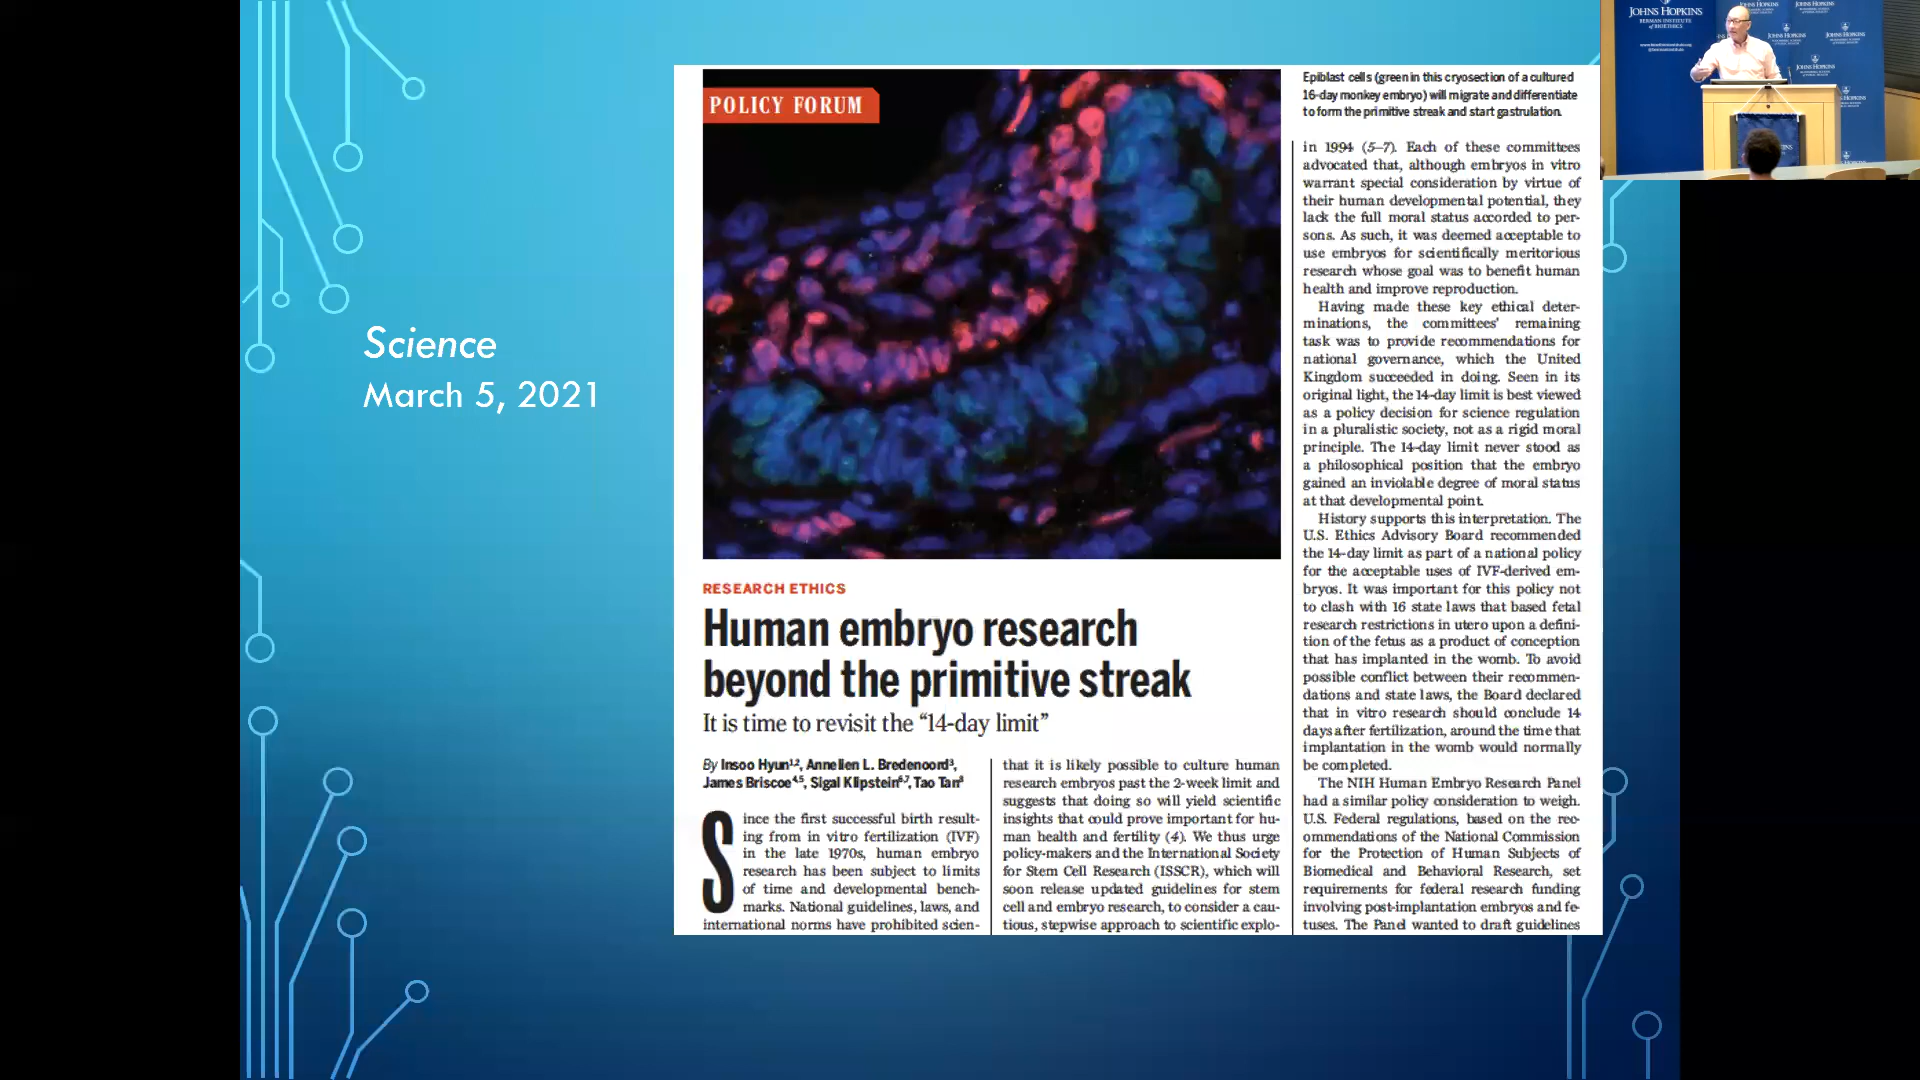 Science
March 5, 2021
POLICY FORUM
RESEARCH ETHICS
Human embryo research
beyond the primitive streak
It is time to revisit the “14-day limit”
By Insoo Hyun1,2, Annelien L. Bredenoord3,
James Briscoe4,5, Sigal Klipstein6,7, Tao Tan8
Since the first successful birth result-
ing from in vitro fertilization (IVF)
in the late 1970s, human embryo
research has been subject to limits
of time and developmental bench-
marks. National guidelines, laws, and
international norms have prohibited scien-
that it is likely possible to culture human
research embryos past the 2-week limit and
suggests that doing so will yield scientific
insights that could prove important for hu-
man health and fertility (4). We thus urge
policy-makers and the International Society
for Stem Cell Research (ISSCR), which will
soon release updated guidelines for stem
cell and embryo research, to consider a cau-
tious, stepwise approach to scientific explo-
Epiblast cells (green in this cryosection of a cultured
16-day monkey embryo) will migrate and differentiate
to form the primitive streak and start gastrulation.
in 1994 (5–7). Each of these committees
advocated that, although embryos in vitro
warrant special consideration by virtue of
their human developmental potential, they
lack the full moral status accorded to per-
sons. As such, it was deemed acceptable to
use embryos for scientifically meritorious
research whose goal was to benefit human
health and improve reproduction.
Having made these key ethical deter-
minations, the committees’ remaining
task was to provide recommendations for
national governance, which the United
Kingdom succeeded in doing. Seen in its
original light, the 14-day limit is best viewed
as a policy decision for science regulation
in a pluralistic society, not as a rigid moral
principle. The 14-day limit never stood as
a philosophical position that the embryo
gained an inviolable degree of moral status
at that developmental point.
History supports this interpretation. The
U.S. Ethics Advisory Board recommended
the 14-day limit as part of a national policy
for the acceptable uses of IVF-derived em-
bryos. It was important for this policy not
to clash with 16 state laws that based fetal
research restrictions in utero upon a defini-
tion of the fetus as a product of conception
that has implanted in the womb. To avoid
possible conflict between their recommen-
dations and state laws, the Board declared
that in vitro research should conclude 14
days after fertilization, around the time that
implantation in the womb would normally
be completed.
The NIH Human Embryo Research Panel
had a similar policy consideration to weigh.
U.S. Federal regulations, based on the rec-
ommendations of the National Commission
for the Protection of Human Subjects of
Biomedical and Behavioral Research, set
requirements for federal research funding
involving post-implantation embryos and fe-
tuses. The Panel wanted to draft guidelines
JOHNS HOPKINS
BERMAN INSTITUTE
of BIOETHICS
JOHNS HOPKINS
JOHNS HOPKINS
JOHNS HOPKINS